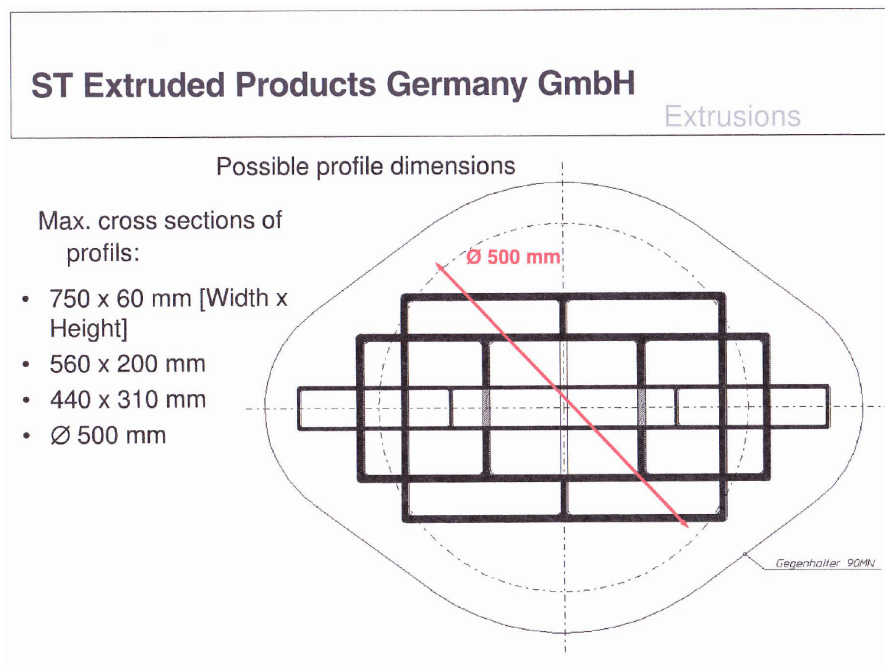 ST Extruded Products Germany GmbH
Extrusions
Possible profile dimensions
Max. cross sections of
profils:
• 750 x 60 mm [Width x
Height]
• 560 x 200 mm
• 440 x 310 mm
• Ø 500 mm
Ø 500 mm
Gegenhalter 90MN